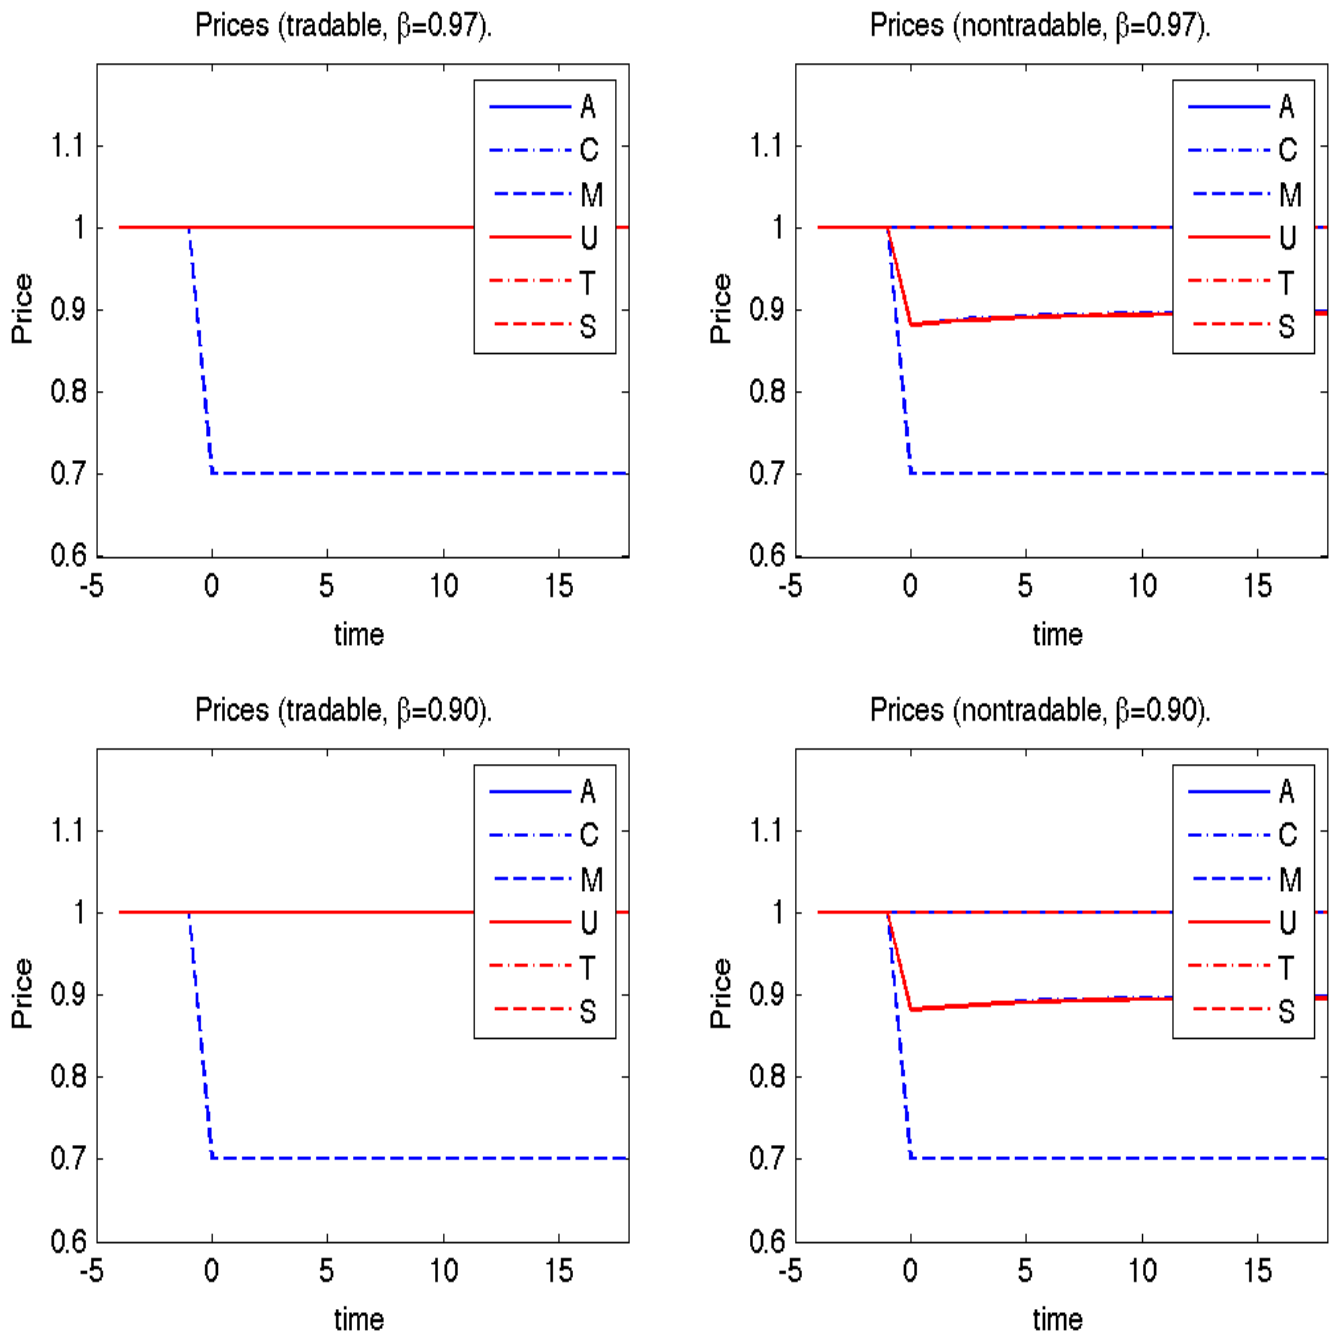 Prices (tradable, β=0.97).
Price
1.1
1
0.9
0.8
0.7
0.6
-5
0
5
10
15
time
A
C
M
U
T
S
Prices (nontradable, β=0.97).
Price
1.1
1
0.9
0.8
0.7
0.6
-5
0
5
10
15
time
A
C
M
U
T
S
Prices (tradable, β=0.90).
Price
1.1
1
0.9
0.8
0.7
0.6
-5
0
5
10
15
time
A
C
M
U
T
S
Prices (nontradable, β=0.90).
Price
1.1
1
0.9
0.8
0.7
0.6
-5
0
5
10
15
time
A
C
M
U
T
S